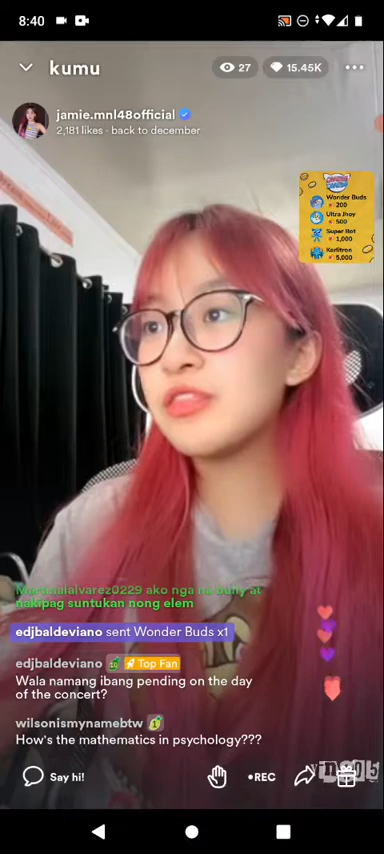 8:40
kumu
27
15.45K
jamie.mnl48official
2,181 likes · back to december
Wonder Buds
200
Ultra Jhoy
500
Super Bot
1,000
Karlitron
5,000
ako nga na bully at
nakipag suntukan nong elem
edjbaldeviano sent Wonder Buds x1
edjbaldeviano Top Fan
Wala namang ibang pending on the day
of the concert?
wilsonismynamebtw
How's the mathematics in psychology???
Say hi!
•REC